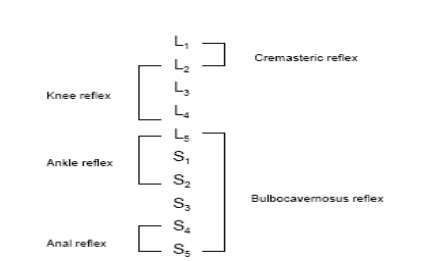 L₁
L₂
Cremasteric reflex
Knee reflex
L₃
L₄
L₅
Ankle reflex
S₁
S₂
S₃
Bulbocavernosus reflex
S₄
Anal reflex
S₅